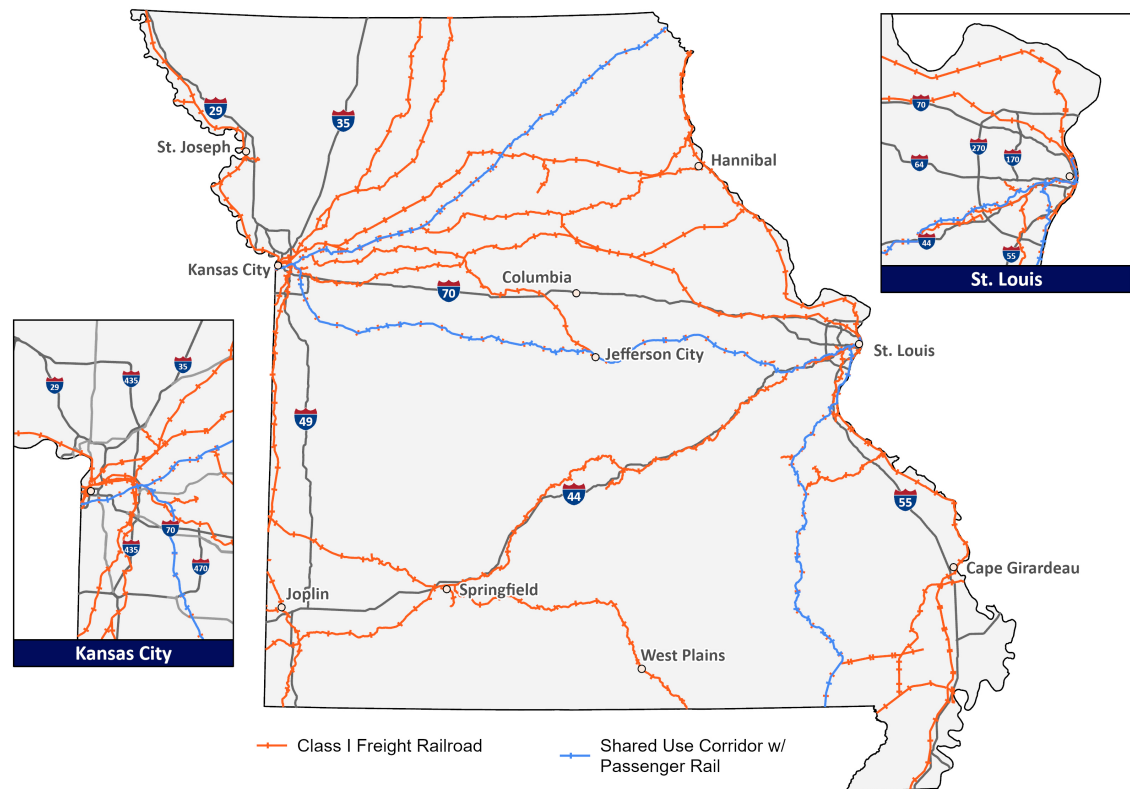 29
35
St. Joseph
Hannibal
Kansas City
Columbia
70
Jefferson City
St. Louis
49
44
55
Cape Girardeau
Springfield
Joplin
West Plains
70
270
170
64
44
55
St. Louis
29
435
35
70
435
470
Kansas City
Class I Freight Railroad
Shared Use Corridor w/
Passenger Rail